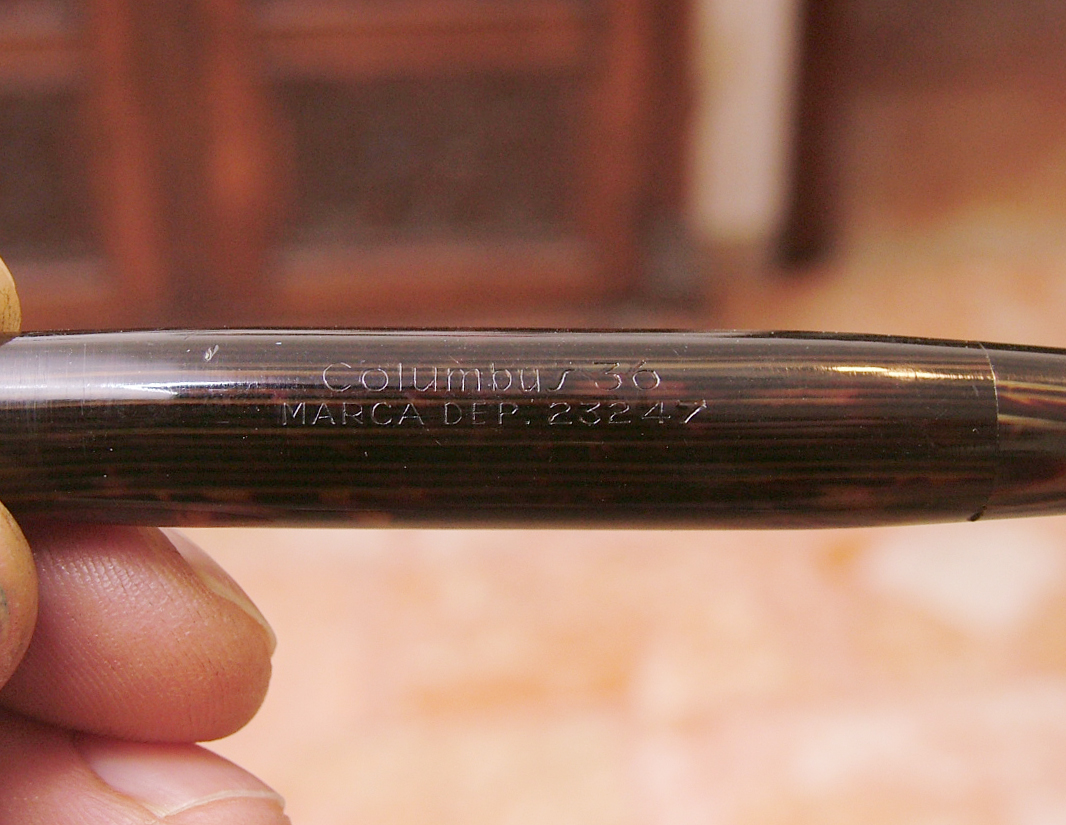 Columbus 36
MARCA DEP. 23247